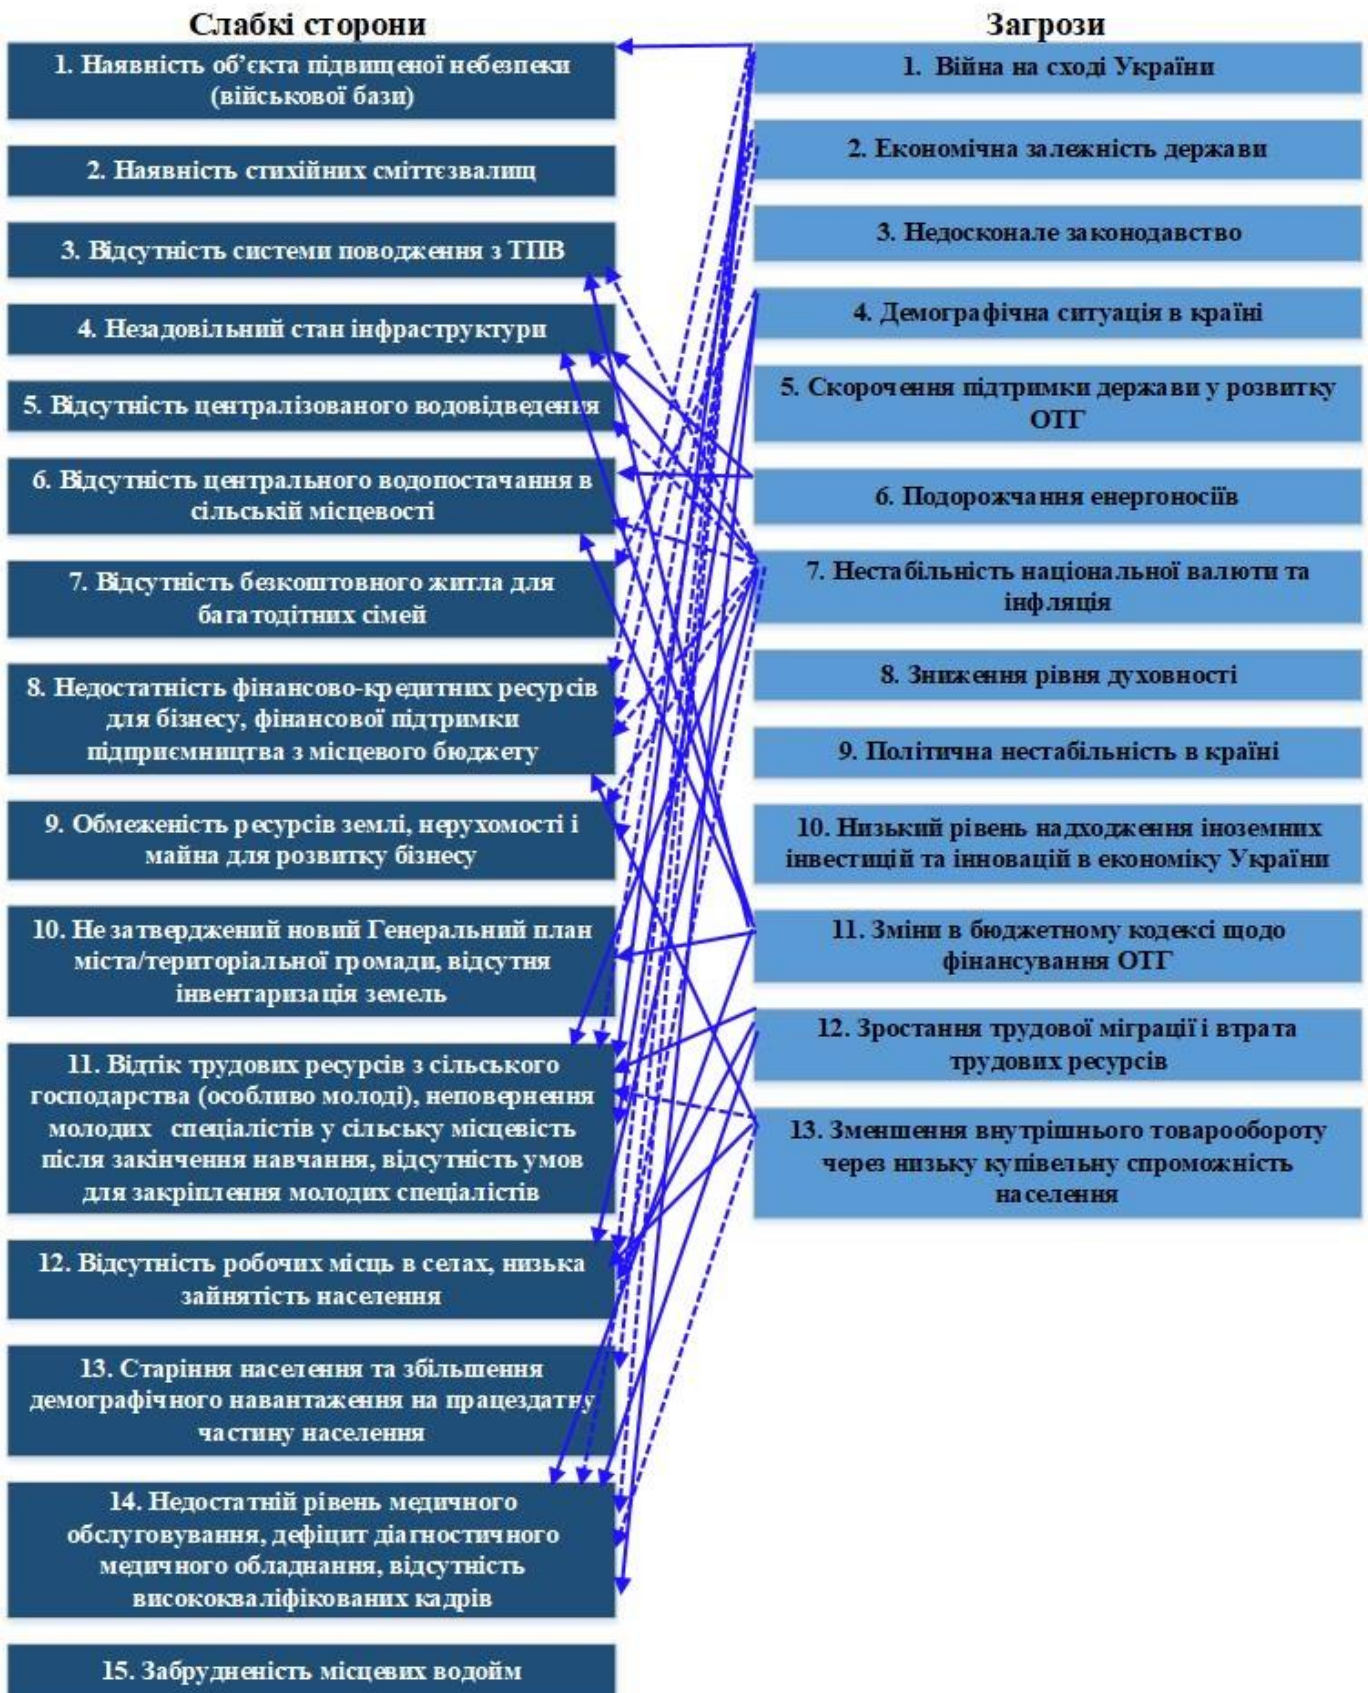 Слабкі сторони
1. Наявність об’єкта підвищеної небезпеки
(військової бази)
2. Наявність стихійних сміттєзвалищ
3. Відсутність системи поводження з ТПВ
4. Незадовільний стан інфраструктури
5. Відсутність централізованого водовідведення
6. Відсутність центрального водопостачання в
сільській місцевості
7. Відсутність безкоштовного житла для
багатодітних сімей
8. Недостатність фінансово-кредитних ресурсів
для бізнесу, фінансової підтримки
підприємництва з місцевого бюджету
9. Обмеженість ресурсів землі, нерухомості і
майна для розвитку бізнесу
10. Не затверджений новий Генеральний план
міста/територіальної громади, відсутня
інвентаризація земель
11. Відтік трудових ресурсів з сільського
господарства (особливо молоді), неповернення
молодих спеціалістів у сільську місцевість
після закінчення навчання, відсутність умов
для закріплення молодих спеціалістів
12. Відсутність робочих місць в селах, низька
зайнятість населення
13. Старіння населення та збільшення
демографічного навантаження на працездатну
частину населення
14. Недостатній рівень медичного
обслуговування, дефіцит діагностичного
медичного обладнання, відсутність
висококваліфікованих кадрів
15. Забрудненість місцевих водойм
Загрози
1. Війна на сході України
2. Економічна залежність держави
3. Недосконале законодавство
4. Демографічна ситуація в країні
5. Скорочення підтримки держави у розвитку
ОТГ
6. Подорожчання енергоносіїв
7. Нестабільність національної валюти та
інфляція
8. Зниження рівня духовності
9. Політична нестабільність в країні
10. Низький рівень надходження іноземних
інвестицій та інновацій в економіку України
11. Зміни в бюджетному кодексі щодо
фінансування ОТГ
12. Зростання трудової міграції і втрата
трудових ресурсів
13. Зменшення внутрішнього товарообороту
через низьку купівельну спроможність
населення